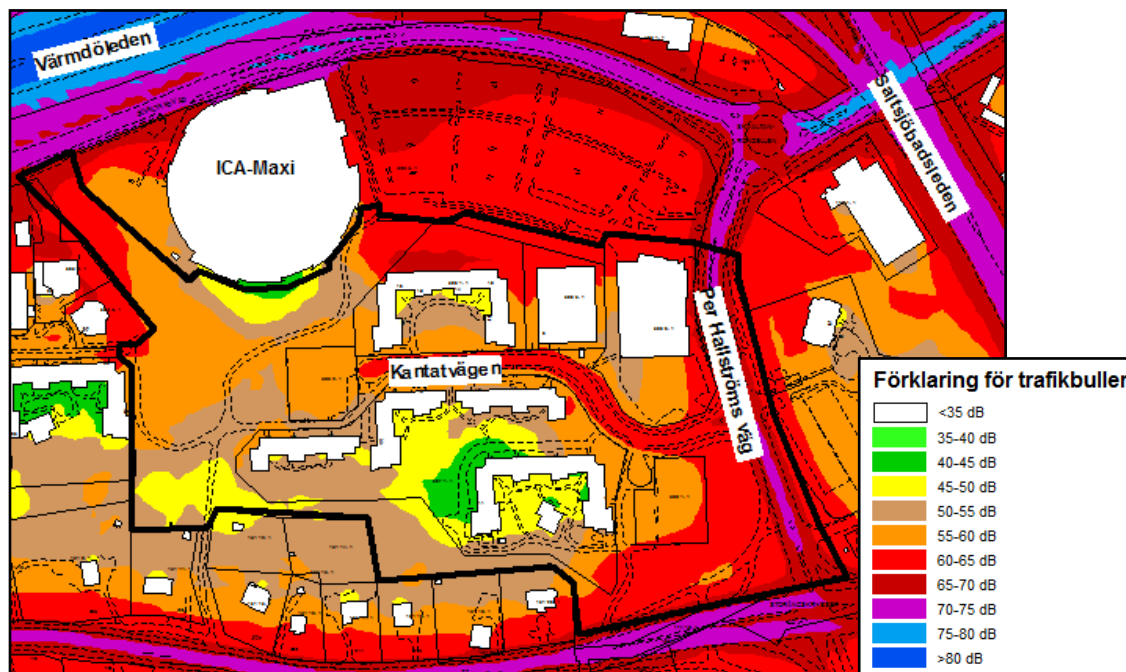 Värmdöleden
ICA-Maxi
Saltsjöbadsleden
Per Hallströms väg
Kantatvägen
Förklaring för trafikbuller
<35 dB
35-40 dB
40-45 dB
45-50 dB
50-55 dB
55-60 dB
60-65 dB
65-70 dB
70-75 dB
75-80 dB
>80 dB